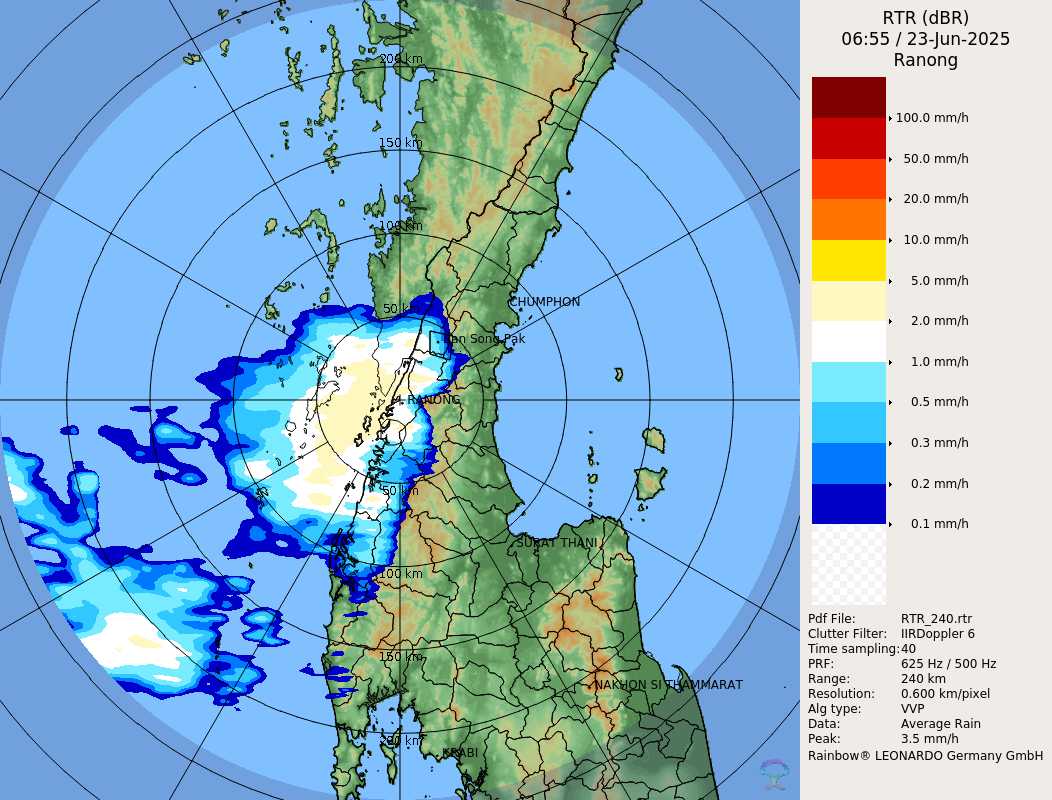 RTR (dBR)
06:55 / 23-Jun-2025
Ranong
100.0 mm/h
50.0 mm/h
20.0 mm/h
10.0 mm/h
5.0 mm/h
2.0 mm/h
1.0 mm/h
0.5 mm/h
0.3 mm/h
0.2 mm/h
0.1 mm/h
Pdf File: RTR_240.rtr
Clutter Filter: IIRDoppler 6
Time sampling:40
PRF: 625 Hz / 500 Hz
Range: 240 km
Resolution: 0.600 km/pixel
Alg type: VVP
Data: Average Rain
Peak: 3.5 mm/h
Rainbow® LEONARDO Germany GmbH
200 km
150 km
100 km
50 km
CHUMPHON
Song Pak
RANONG
50 km
SURAT THANI
100 km
150 km
NAKHON SI THAMMARAT
200 km
KRABI